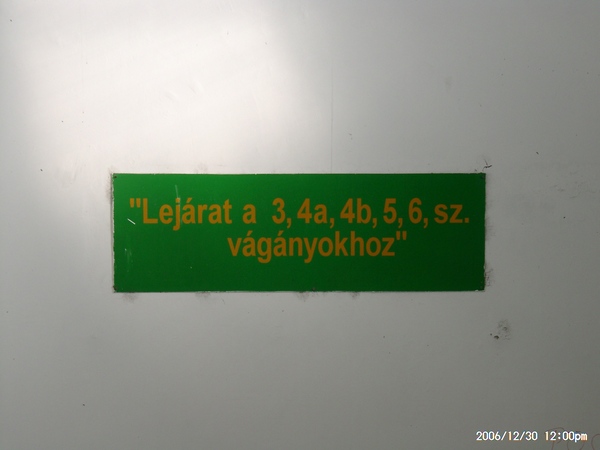 "Lejárat a 3, 4a, 4b, 5, 6, sz.
vágányokhoz"
2006/12/30 12:00pm